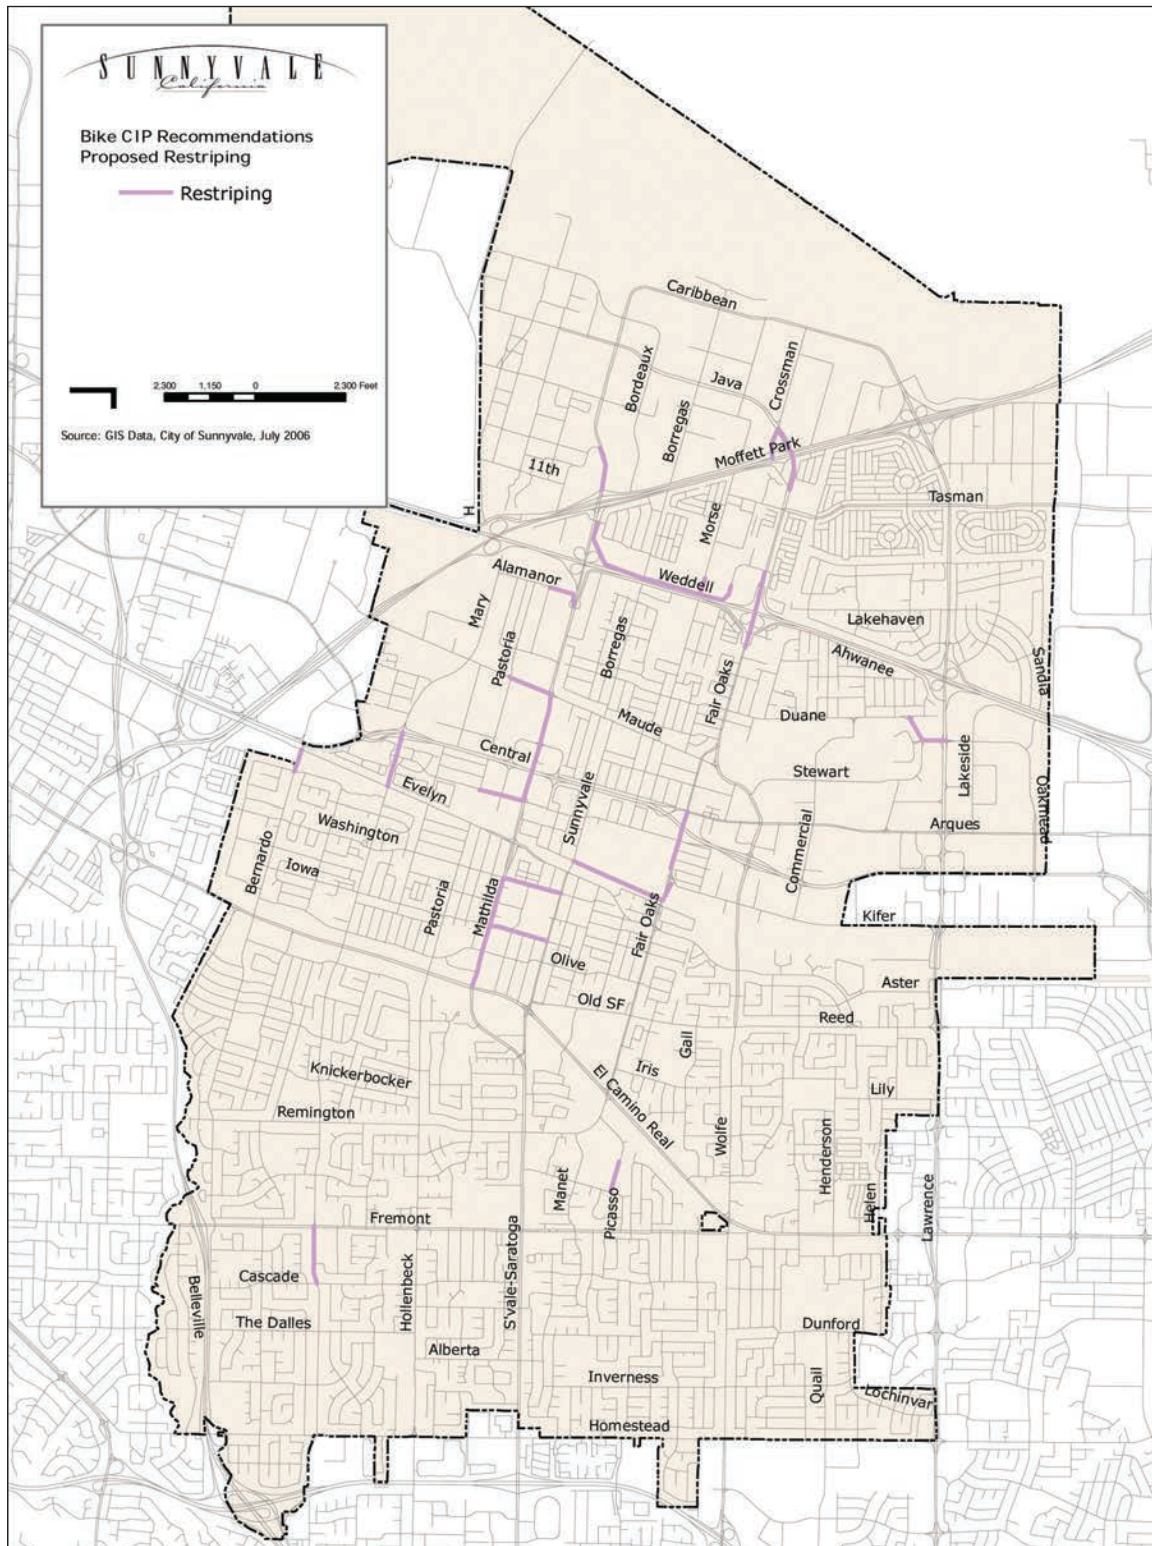 SUNNYVALE
California
Bike CIP Recommendations
Proposed Restriping
Restriping
2,300 1,150 0 2,300 Feet
Source: GIS Data, City of Sunnyvale, July 2006
Caribbean
Bordeaux
Java
Crossman
Borregas
Moffett Park
11th
Tasman
H
Morse
Alamanor
Weddell
Mary
Lakehaven
Pastoria
Borregas
Ahwanee
Sandia
Fair Oaks
Maude
Duane
Central
Stewart
Lakeside
Evelyn
Sunnyvale
Oakmead
Washington
Arques
Commercial
Bernardo
Iowa
Pastoria
Mathilda
Kifer
Fair Oaks
Olive
Aster
Old SF
Reed
Gail
Iris
Knickerbocker
El Camino Real
Lily
Remington
Wolfe
Henderson
Manet
Picasso
Helen
Lawrence
Fremont
S'vale-Saratoga
Cascade
Hollenbeck
Belleville
The Dalles
Dunford
Alberta
Inverness
Quail
Lochinvar
Homestead